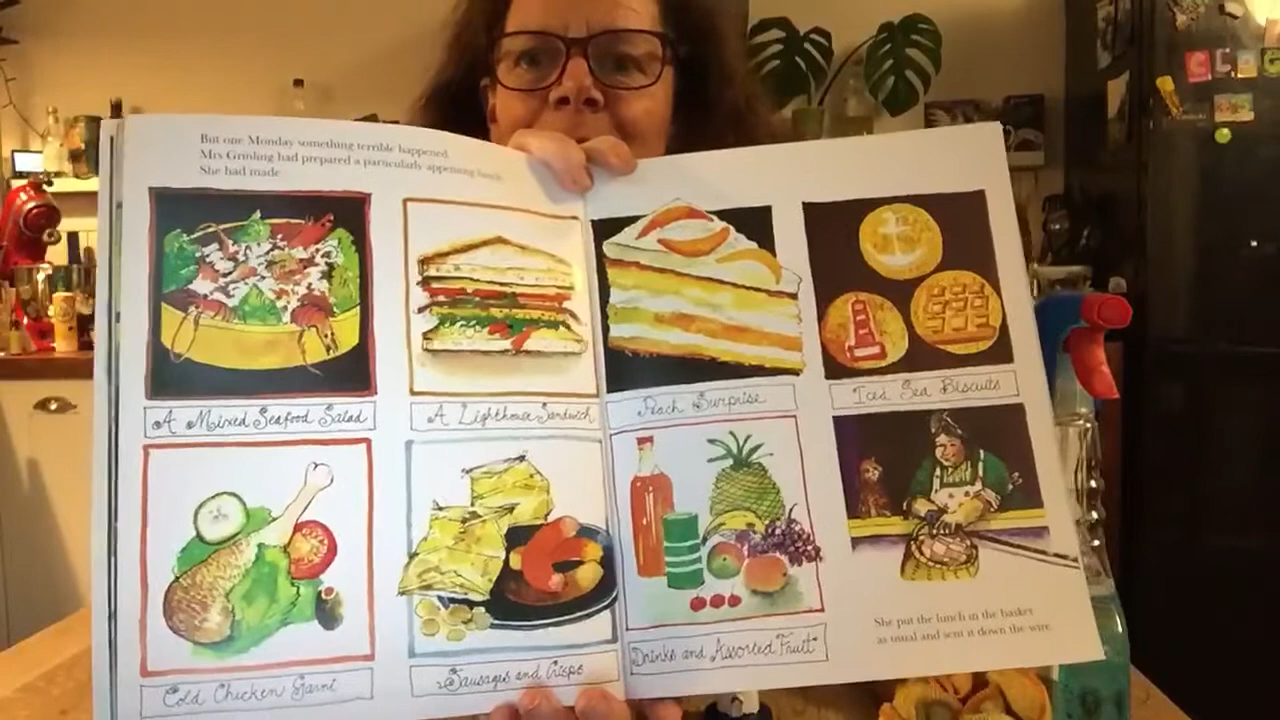 But one Monday something terrible happened.
Mrs Grinling had prepared a particularly appetising lunch.
She had made
A Mixed Seafood Salad
A Lighthouse Sandwich
Peach Surprise
Iced Sea Biscuits
Cold Chicken Garni
Sausages and Crisps
Drinks and Assorted Fruit
She put the lunch in the basket
as usual and sent it down the wire.